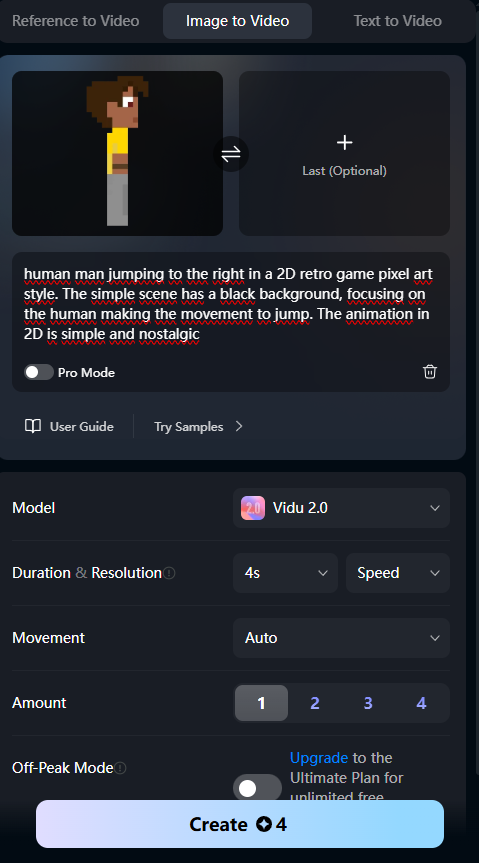 Reference to Video Image to Video Text to Video
Last (Optional)
human man jumping to the right in a 2D retro game pixel art
style. The simple scene has a black background, focusing on
the human making the movement to jump. The animation in
2D is simple and nostalgic
Pro Mode
User Guide Try Samples
Model 2.0 Vidu 2.0
Duration & Resolution 4s Speed
Movement Auto
Amount 1 2 3 4
Off-Peak Mode
Upgrade to the
Ultimate Plan for
unlimited free
Create 4